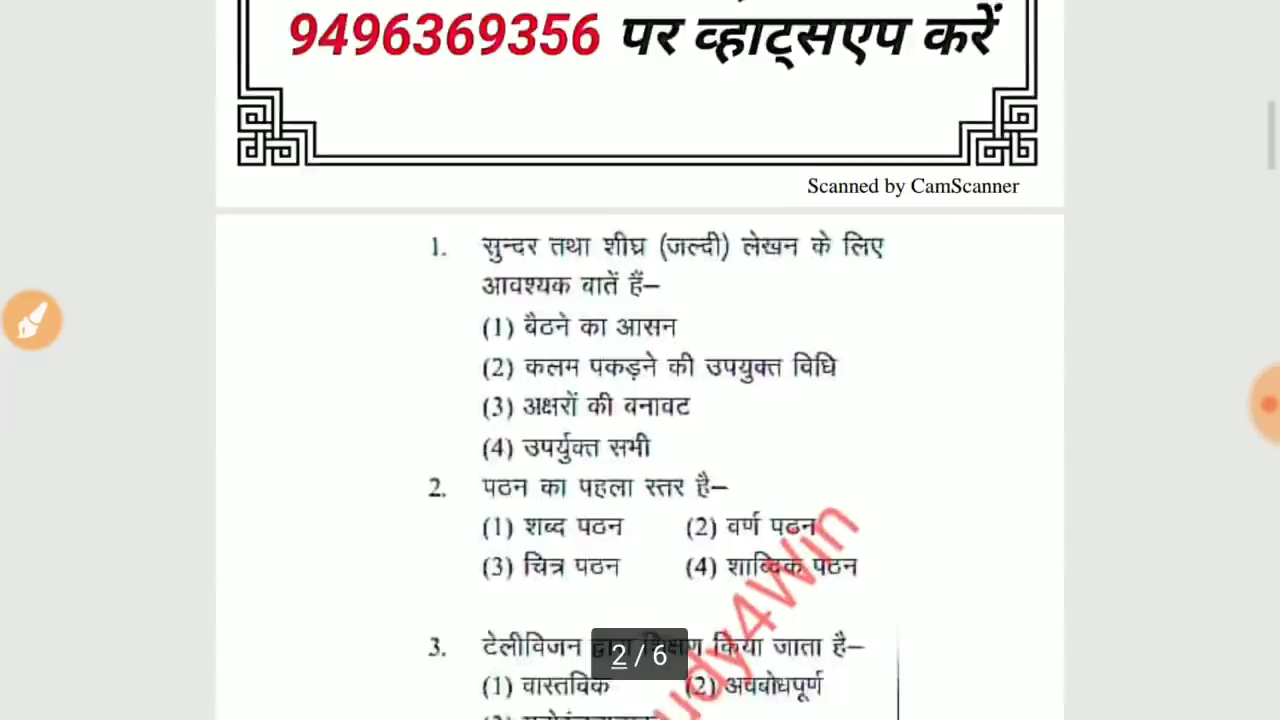 9496369356 पर व्हाट्सएप करें
Scanned by CamScanner
1. सुन्दर तथा शीघ्र (जल्दी) लेखन के लिए
आवश्यक बातें हैं–
(1) बैठने का आसन
(2) कलम पकड़ने की उपयुक्त विधि
(3) अक्षरों की बनावट
(4) उपर्युक्त सभी
2. पठन का पहला स्तर है–
(1) शब्द पठन (2) वर्ण पठन
(3) चित्र पठन (4) शाब्दिक पठन
3. टेलीविजन द्वारा शिक्षण किया जाता है–
2 / 6
(1) वास्तविक (2) अवबोधपूर्ण
udy4Win